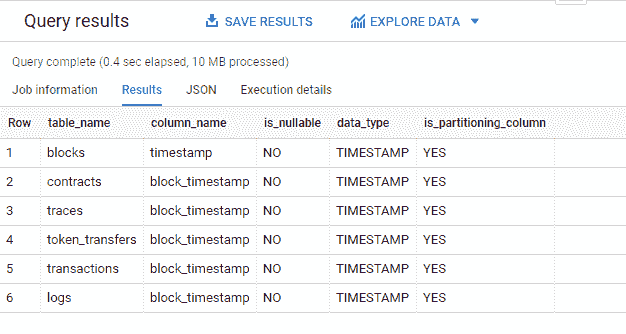 Query results SAVE RESULTS EXPLORE DATA
Query complete (0.4 sec elapsed, 10 MB processed)
Job information Results JSON Execution details
Row table_name column_name is_nullable data_type is_partitioning_column
1 blocks timestamp NO TIMESTAMP YES
2 contracts block_timestamp NO TIMESTAMP YES
3 traces block_timestamp NO TIMESTAMP YES
4 token_transfers block_timestamp NO TIMESTAMP YES
5 transactions block_timestamp NO TIMESTAMP YES
6 logs block_timestamp NO TIMESTAMP YES